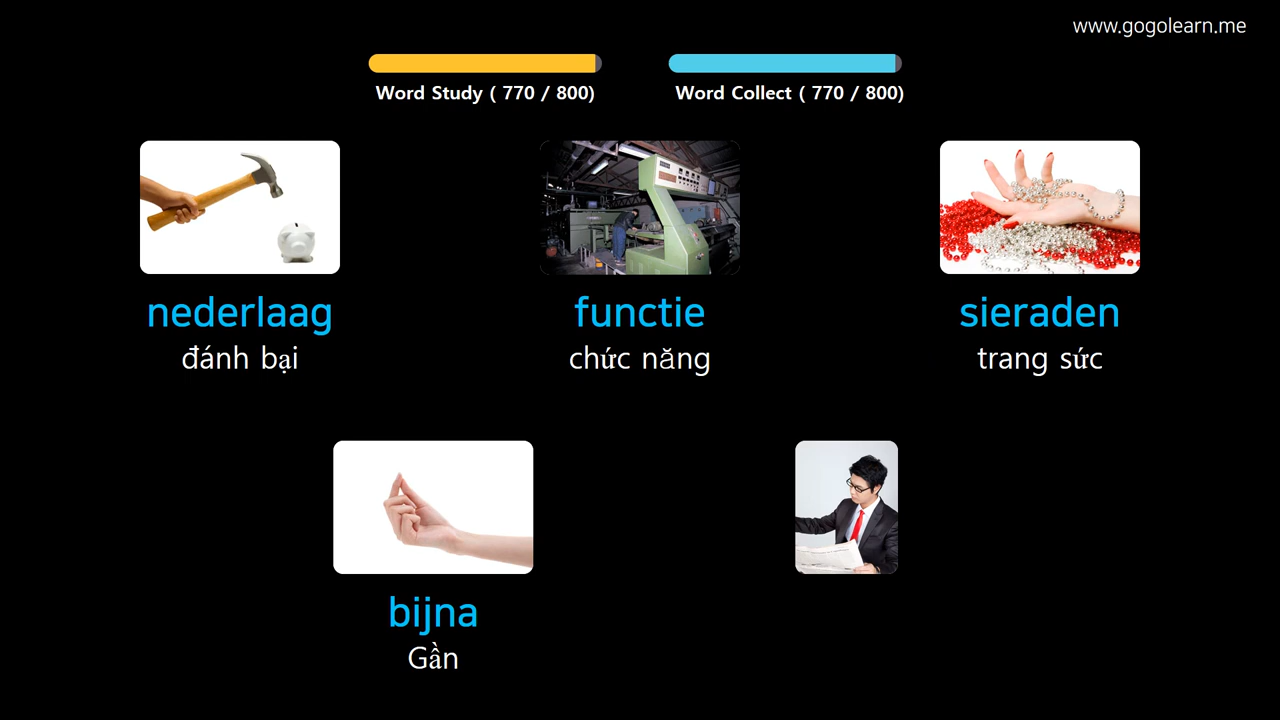 www.gogolearn.me
Word Study ( 770 / 800)
Word Collect ( 770 / 800)
nederlaag
đánh bại
functie
chức năng
sieraden
trang sức
bijna
Gần